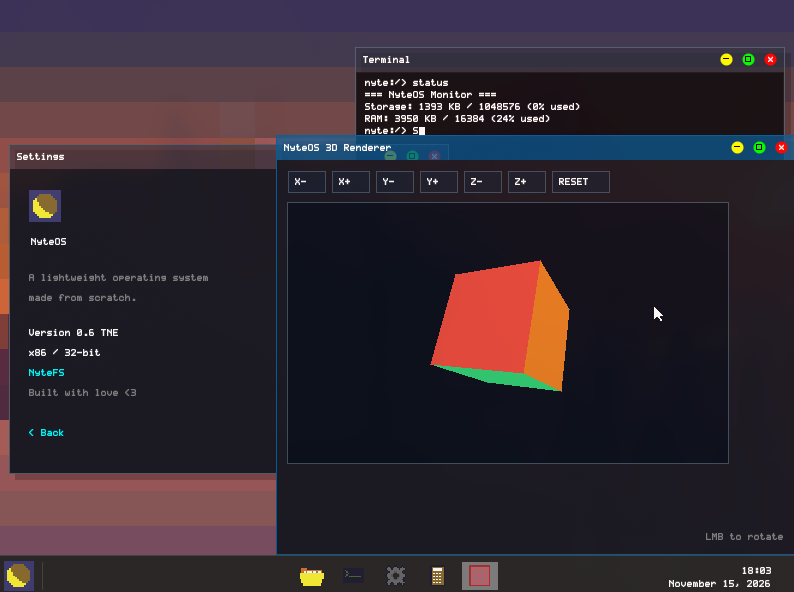 Terminal
nyte:/> status
=== NyteOS Monitor ===
Storage: 1393 KB / 1048576 (0% used)
RAM: 3950 KB / 16384 (24% used)
nyte:/> S
Settings
NyteOS
A lightweight operating system
made from scratch.
Version 0.6 TNE
x86 / 32-bit
NyteFS
Built with love <3
< Back
NyteOS 3D Renderer
X-
X+
Y-
Y+
Z-
Z+
RESET
LMB to rotate
18:03
November 15, 2026